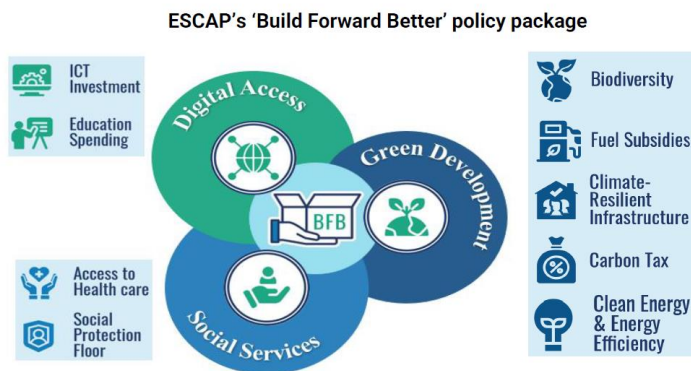 ESCAP's 'Build Forward Better' policy package
ICT
Investment
Education
Spending
Digital Access
Green Development
BFB
Social Services
Access to
Health care
Social
Protection
Floor
Biodiversity
Fuel Subsidies
Climate-
Resilient
Infrastructure
Carbon Tax
Clean Energy
& Energy
Efficiency